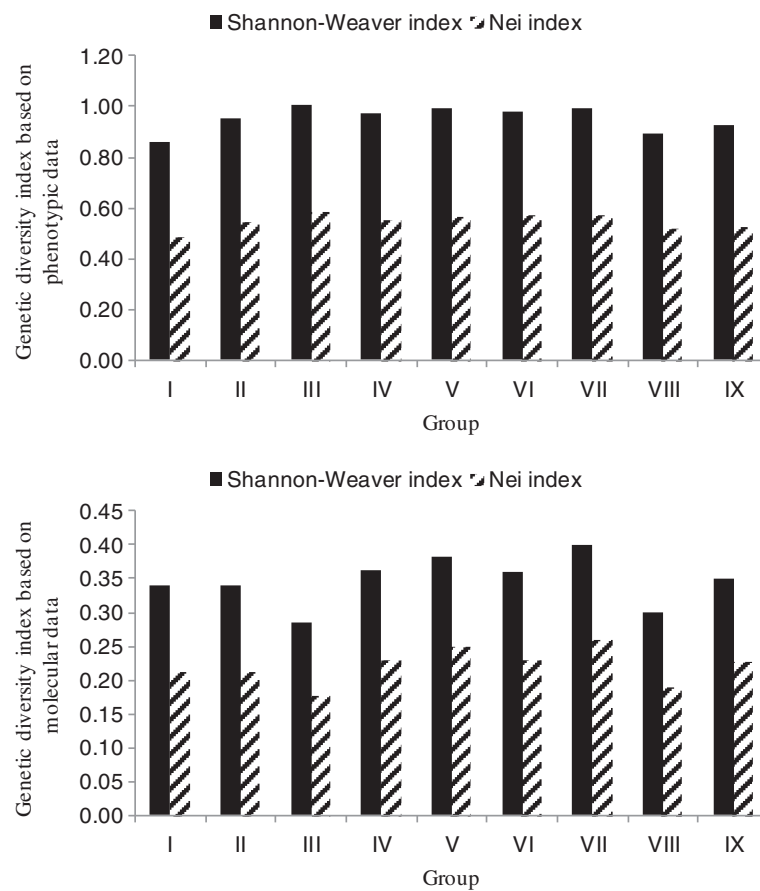 Shannon-Weaver index Nei index
Genetic diversity index based on
phenotypic data
1.20
1.00
0.80
0.60
0.40
0.20
0.00
I II III IV V VI VII VIII IX
Group
Shannon-Weaver index Nei index
Genetic diversity index based on
molecular data
0.45
0.40
0.35
0.30
0.25
0.20
0.15
0.10
0.05
0.00
I II III IV V VI VII VIII IX
Group